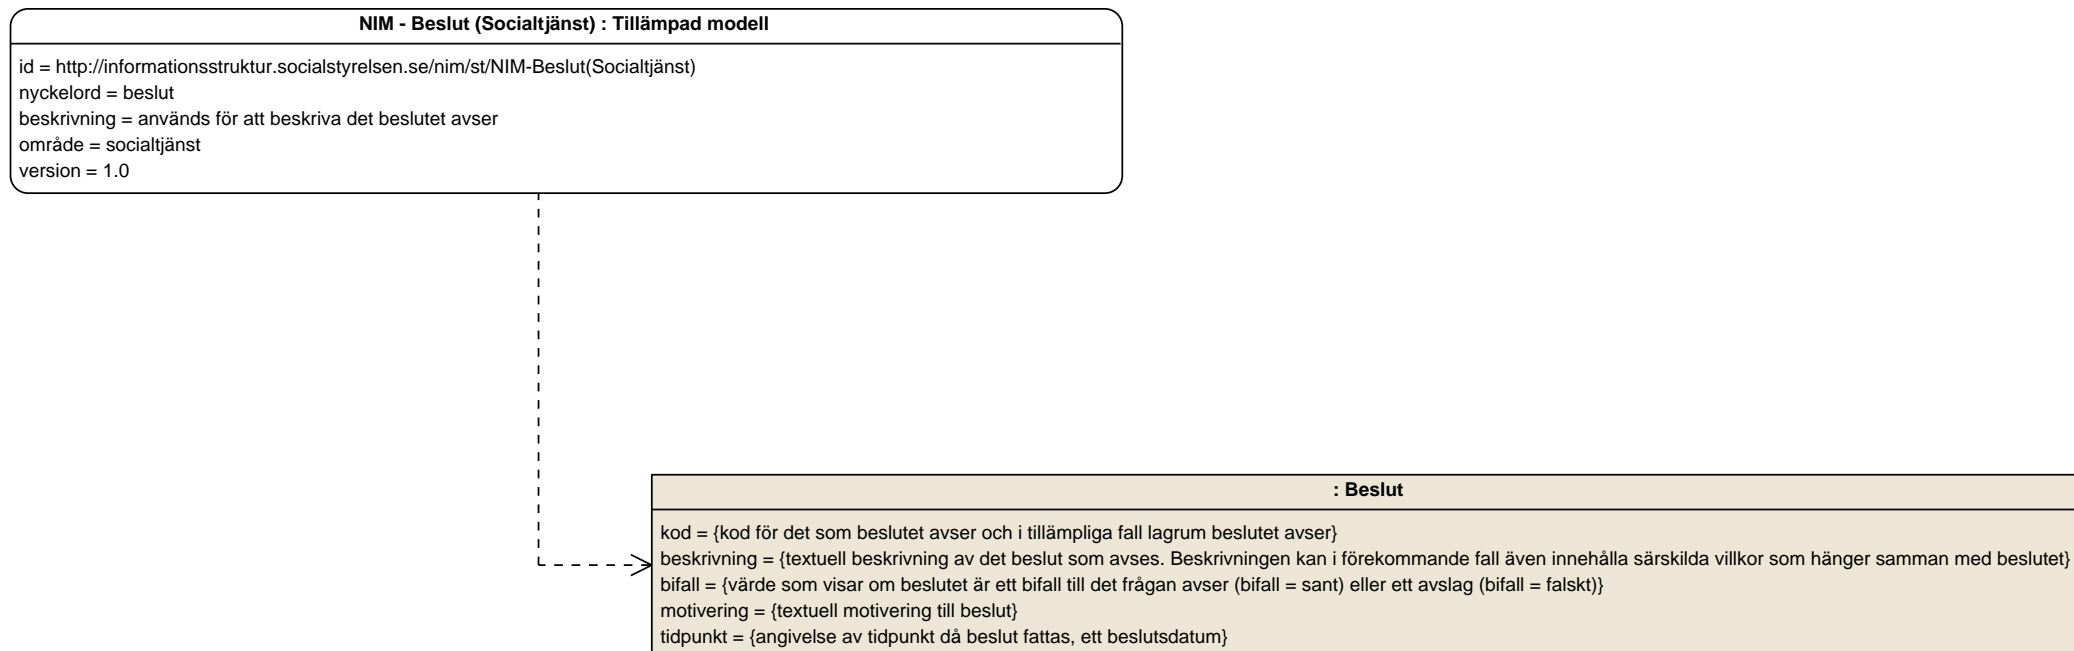 NIM - Beslut (Socialtjänst) : Tillämpad modell
id = http://informationsstruktur.socialstyrelsen.se/nim/st/NIM-Beslut(Socialtjänst)
nyckelord = beslut
beskrivning = används för att beskriva det beslutet avser
område = socialtjänst
version = 1.0
: Beslut
kod = {kod för det som beslutet avser och i tillämpliga fall lagrum beslutet avser}
beskrivning = {textuell beskrivning av det beslut som avses. Beskrivningen kan i förekommande fall även innehålla särskilda villkor som hänger samman med beslutet}
bifall = {värde som visar om beslutet är ett bifall till det frågan avser (bifall = sant) eller ett avslag (bifall = falskt)}
motivering = {textuell motivering till beslut}
tidpunkt = {angivelse av tidpunkt då beslut fattas, ett beslutsdatum}